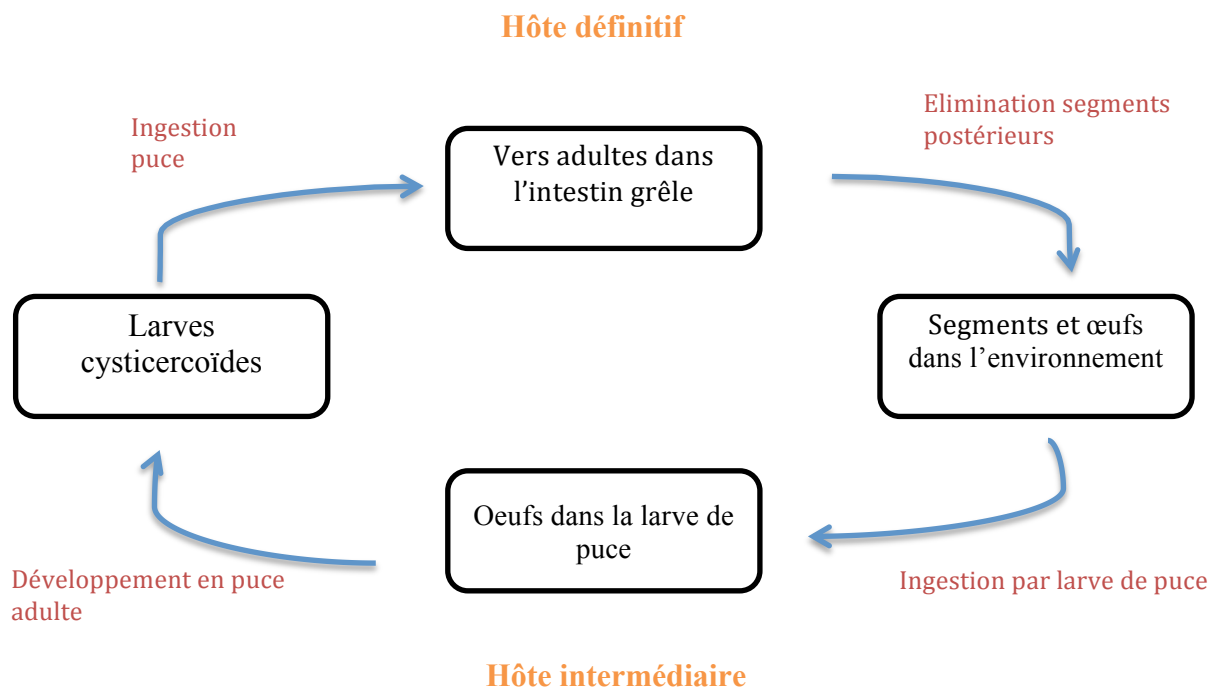 Hôte définitif
Ingestion
puce
Vers adultes dans
l'intestin grêle
Elimination segments
postérieurs
Larves
cysticercoïdes
Segments et œufs
dans l'environnement
Oeufs dans la larve de
puce
Développement en puce
adulte
Ingestion par larve de puce
Hôte intermédiaire